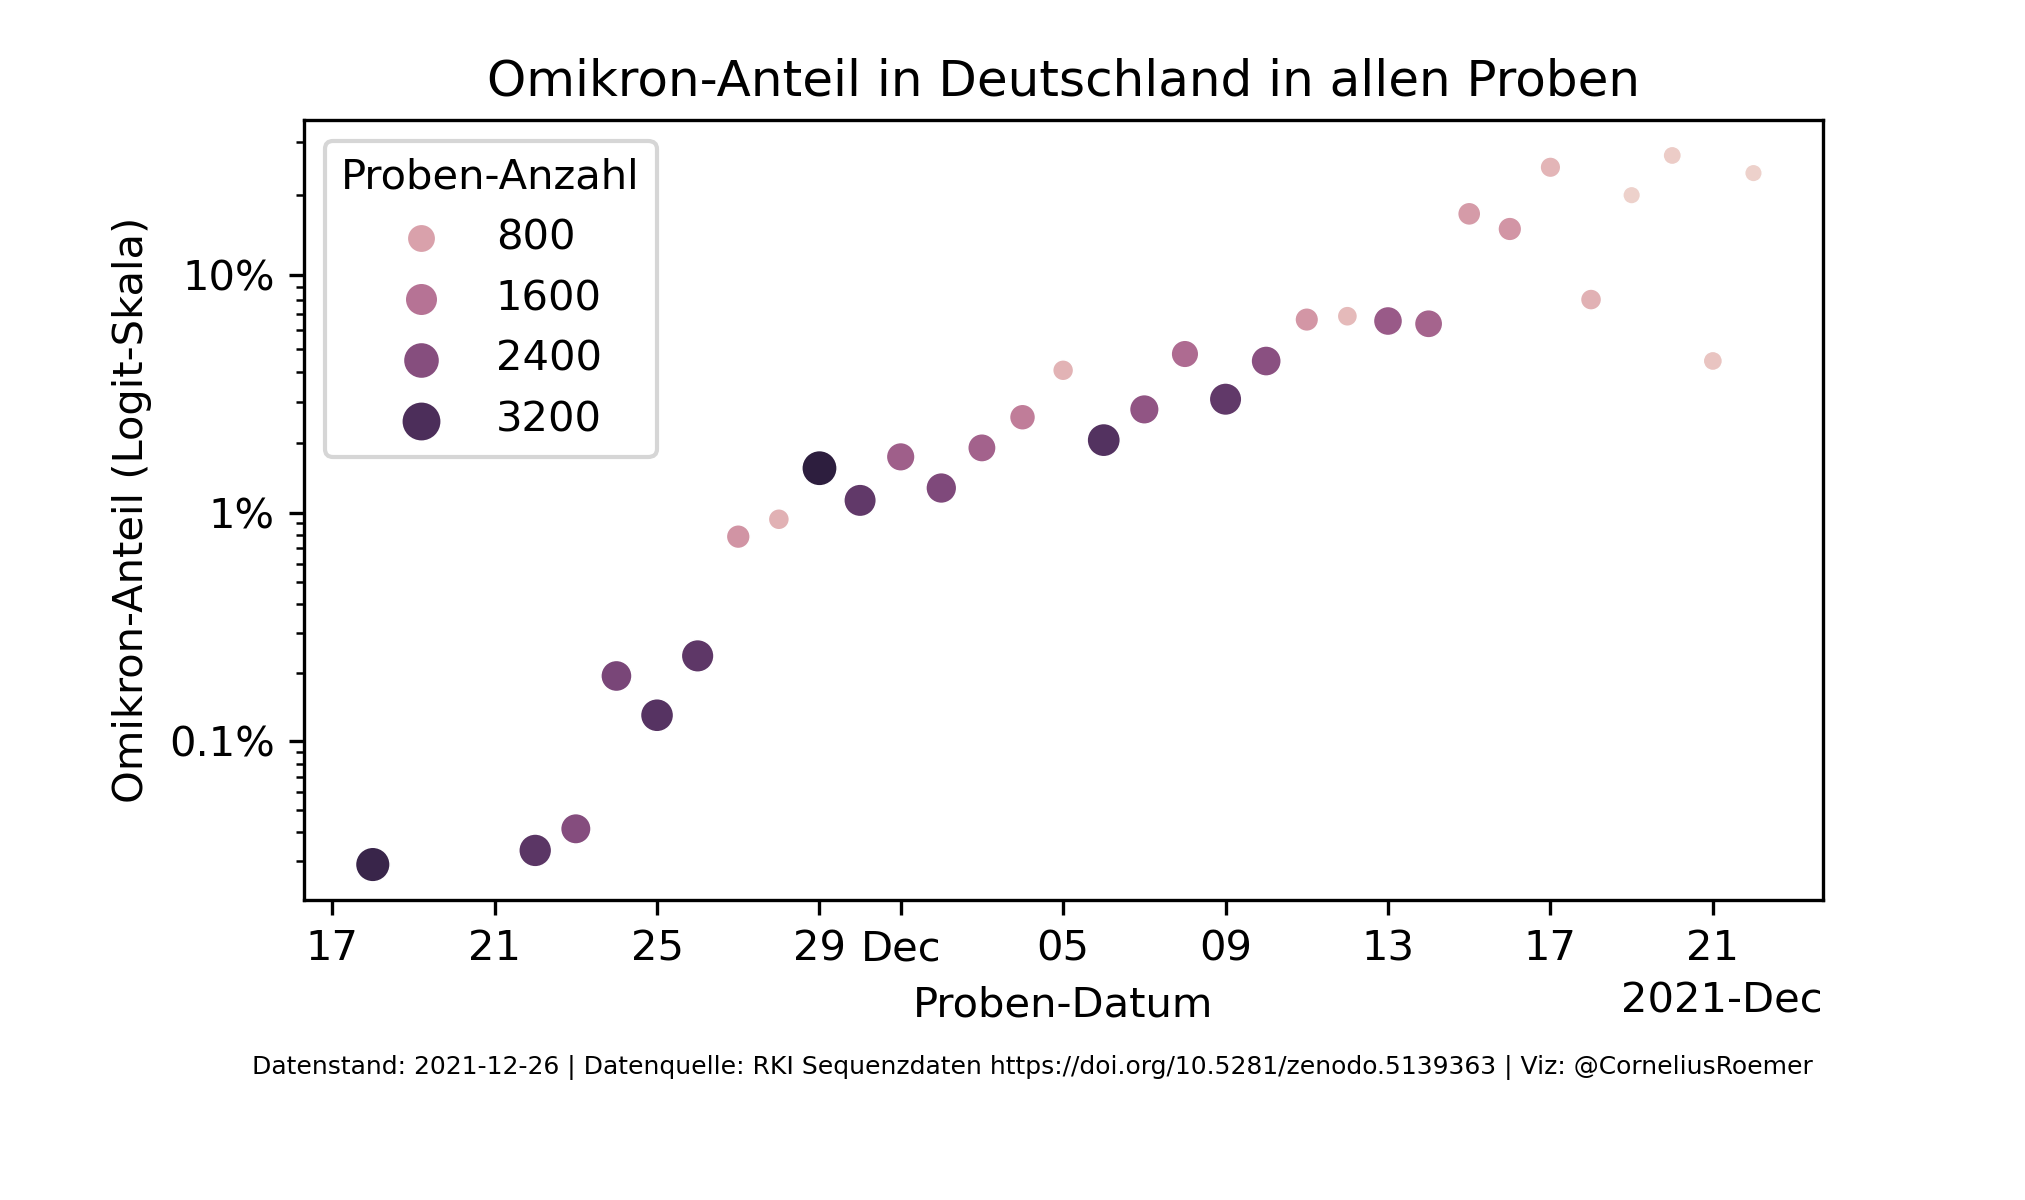 Omikron-Anteil in Deutschland in allen Proben
Omikron-Anteil (Logit-Skala)
10%
1%
0.1%
Proben-Anzahl
800
1600
2400
3200
17 21 25 29 Dec 05 09 13 17 21
2021-Dec
Proben-Datum
Datenstand: 2021-12-26 | Datenquelle: RKI Sequenzdaten https://doi.org/10.5281/zenodo.5139363 | Viz: @CorneliusRoemer